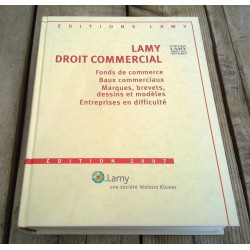 ÉDITIONS LAMY
LAMY
DROIT COMMERCIAL
LAMY
Fonds de commerce
Baux commerciaux
Marques, brevets,
dessins et modèles
Entreprises en difficulté
ÉDITION 2007
Lamy
une société Wolters Kluwer